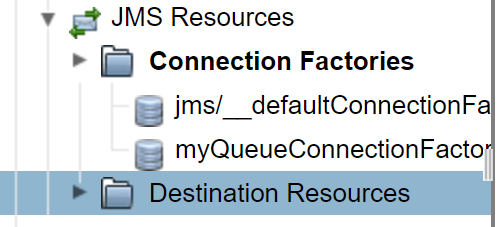 JMS Resources
Connection Factories
jms/__defaultConnectionFa
myQueueConnectionFactor
Destination Resources